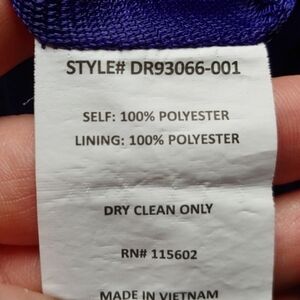 STYLE# DR93066-001
SELF: 100% POLYESTER
LINING: 100% POLYESTER
DRY CLEAN ONLY
RN# 115602
MADE IN VIETNAM